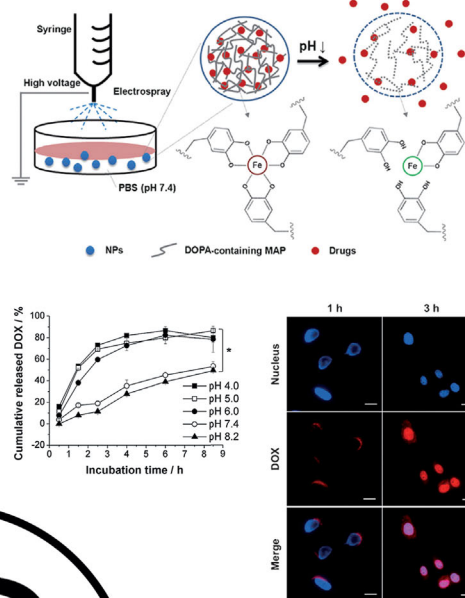 Syringe
High voltage
Electrospray
pH ↓
PBS (pH 7.4)
Fe
Fe
OH
OH
OH
OH
NPs
DOPA-containing MAP
Drugs
Cumulative released DOX / %
100
80
60
40
20
0
-20
0 1 2 3 4 5 6 7 8 9
Incubation time / h
*
pH 4.0
pH 5.0
pH 6.0
pH 7.4
pH 8.2
1 h
3 h
Nucleus
DOX
Merge